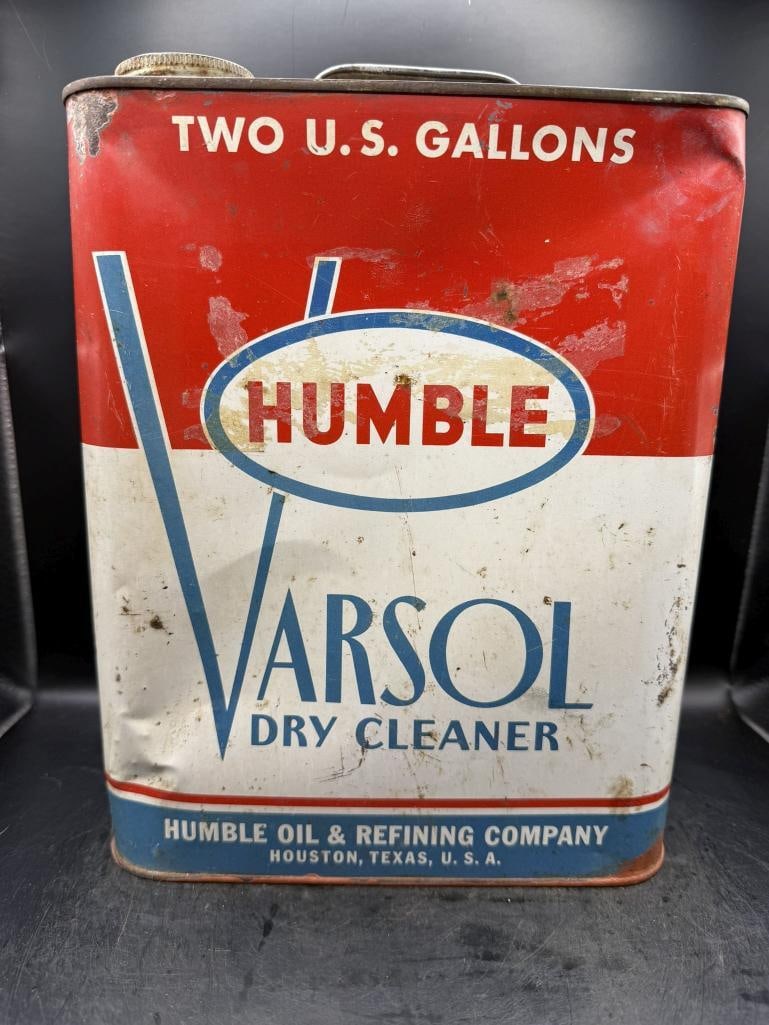 TWO U.S. GALLONS
HUMBLE
VARSOL
DRY CLEANER
HUMBLE OIL & REFINING COMPANY
HOUSTON, TEXAS, U. S. A.